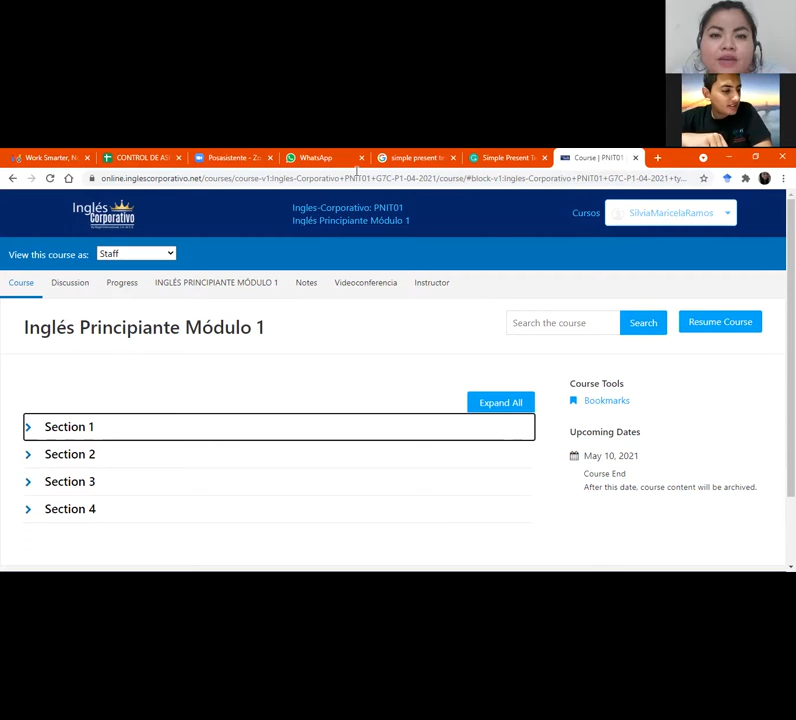 Work Smarter, N
CONTROL DE ASI
Posasistente - Zo
WhatsApp
simple present te
Simple Present Te
Course | PNIT01
online.inglescorporativo.net/courses/course-v1:Ingles-Corporativo+PNIT01+G7C-P1-04-2021/course/#block-v1:Ingles-Corporativo+PNIT01+G7C-P1-04-2021+ty...
Inglés
Corporativo
Ingles-Corporativo: PNIT01
Inglés Principiante Módulo 1
Cursos
SilviaMaricelaRamos
View this course as:
Staff
Course
Discussion
Progress
INGLÉS PRINCIPIANTE MÓDULO 1
Notes
Videoconferencia
Instructor
Inglés Principiante Módulo 1
Search the course
Search
Resume Course
Expand All
Section 1
Section 2
Section 3
Section 4
Course Tools
Bookmarks
Upcoming Dates
May 10, 2021
Course End
After this date, course content will be archived.